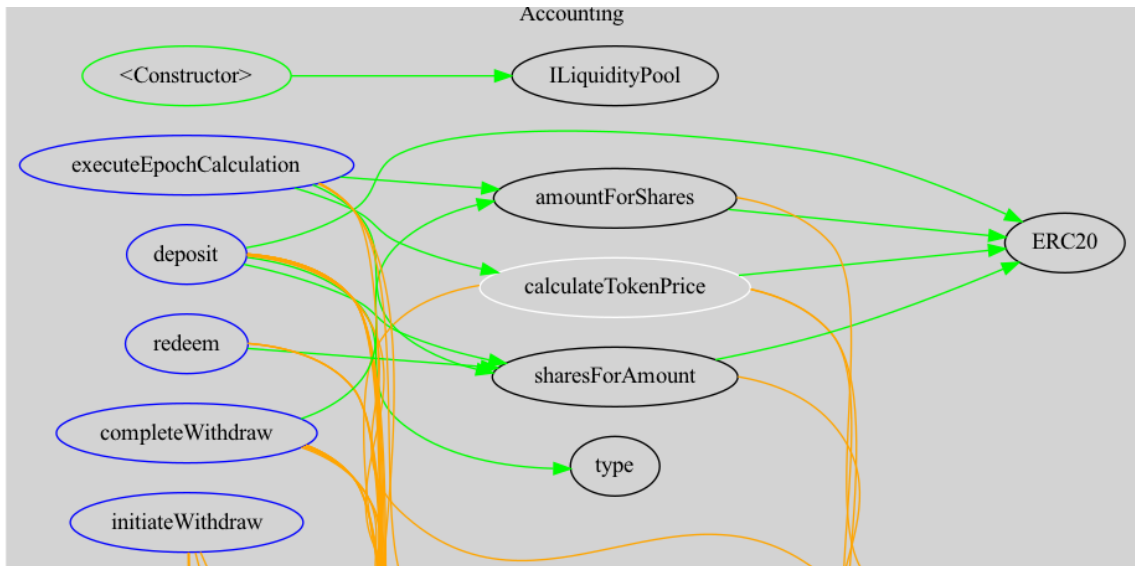 Accounting
<Constructor>
ILiquidityPool
executeEpochCalculation
amountForShares
deposit
ERC20
calculateTokenPrice
redeem
sharesForAmount
completeWithdraw
type
initiateWithdraw